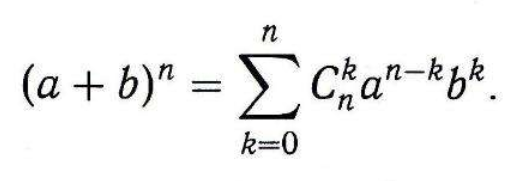 (a + b)^n = \sum_{k=0}^{n} C_n^k a^{n-k} b^k.